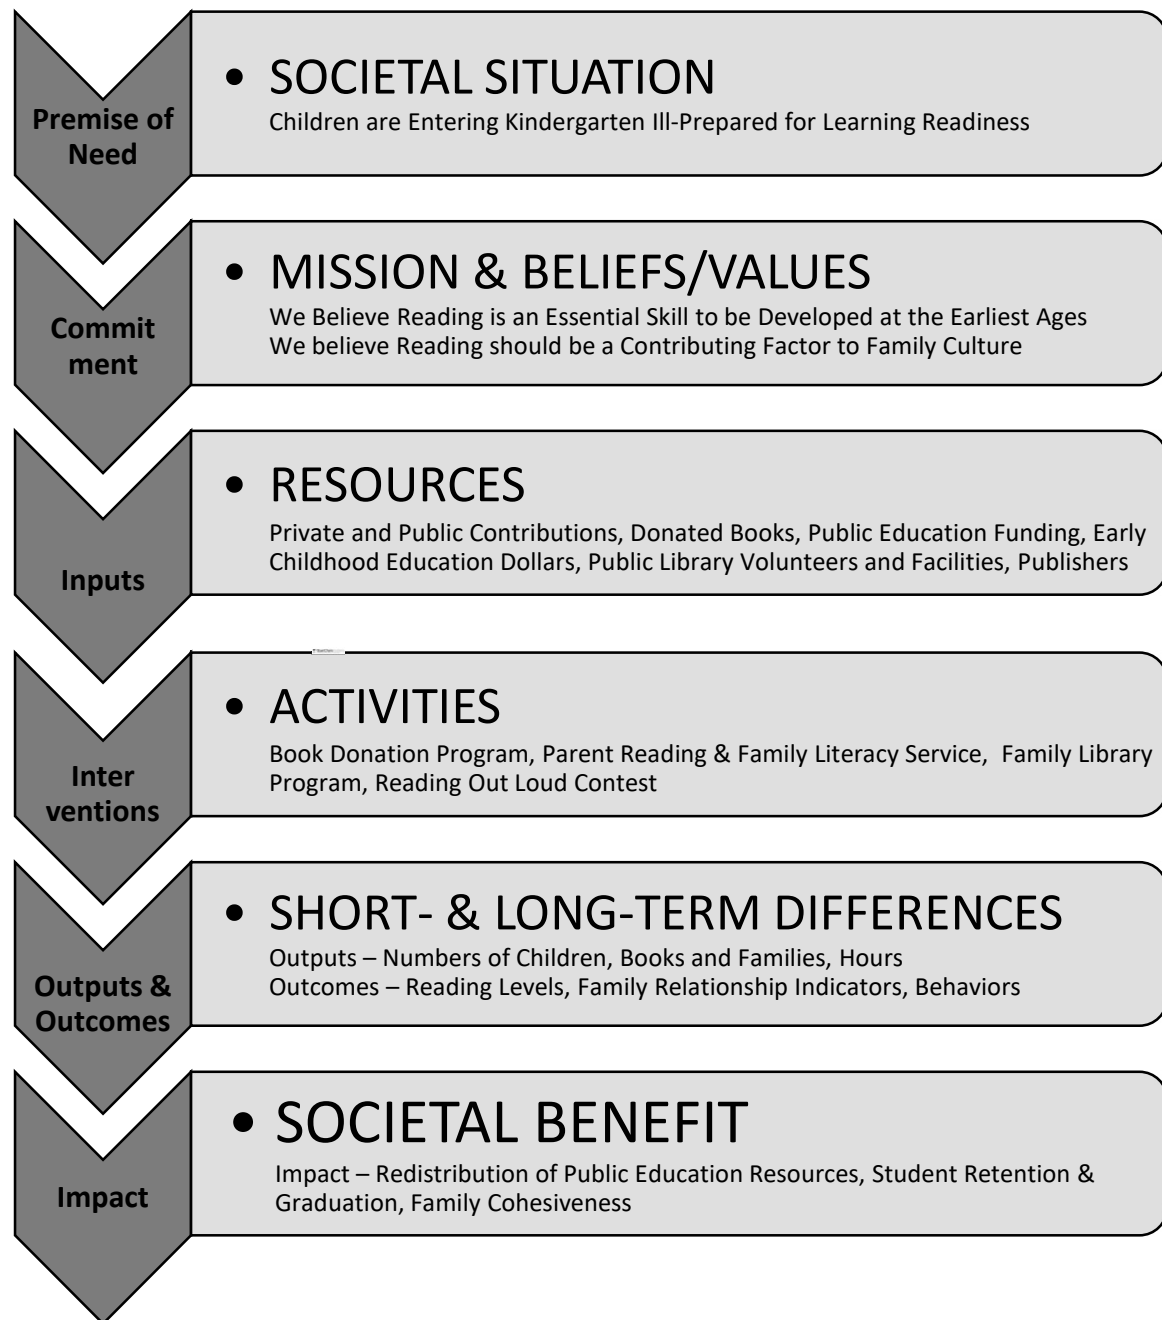 Premise of
Need
• SOCIETAL SITUATION
Children are Entering Kindergarten Ill-Prepared for Learning Readiness
Commit
ment
• MISSION & BELIEFS/VALUES
We Believe Reading is an Essential Skill to be Developed at the Earliest Ages
We believe Reading should be a Contributing Factor to Family Culture
Inputs
• RESOURCES
Private and Public Contributions, Donated Books, Public Education Funding, Early
Childhood Education Dollars, Public Library Volunteers and Facilities, Publishers
Inter
ventions
• ACTIVITIES
Book Donation Program, Parent Reading & Family Literacy Service,  Family Library
Program, Reading Out Loud Contest
Outputs &
Outcomes
• SHORT- & LONG-TERM DIFFERENCES
Outputs – Numbers of Children, Books and Families, Hours
Outcomes – Reading Levels, Family Relationship Indicators, Behaviors
Impact
• SOCIETAL BENEFIT
Impact – Redistribution of Public Education Resources, Student Retention &
Graduation, Family Cohesiveness